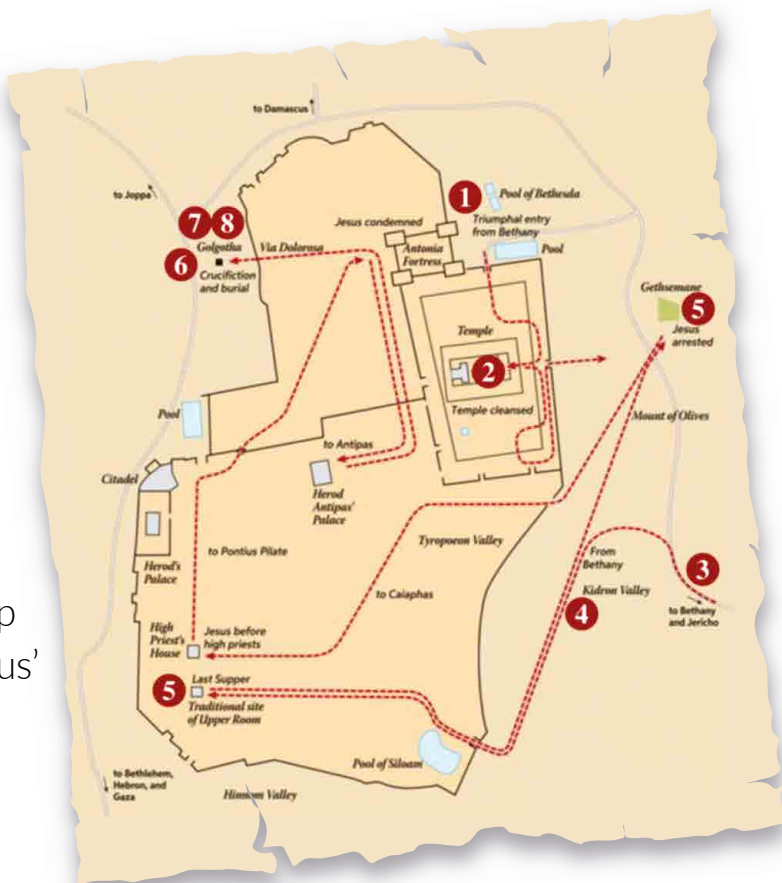 to Damascus
to Joppa
1
Pool of Bethesda
Triumphal entry
from Bethany
Jesus condemned
7 8
Golgotha
Via Dolorosa
Antonia
Fortress
Pool
6
Crucifiction
and burial
Gethsemane
5
Jesus
arrested
Temple
2
Temple cleansed
Pool
Mount of Olives
to Antipas
Citadel
Herod
Antipas'
Palace
Tyropoeon Valley
From
Bethany
to Pontius Pilate
Herod's
Palace
3
Kidron Valley
to Caiaphas
4
to Bethany
and Jericho
p
us’
High
Priest's
House
Jesus before
high priests
Last Supper
5
Traditional site
of Upper Room
Pool of Siloam
to Bethlehem,
Hebron, and
Gaza
Hinnom Valley